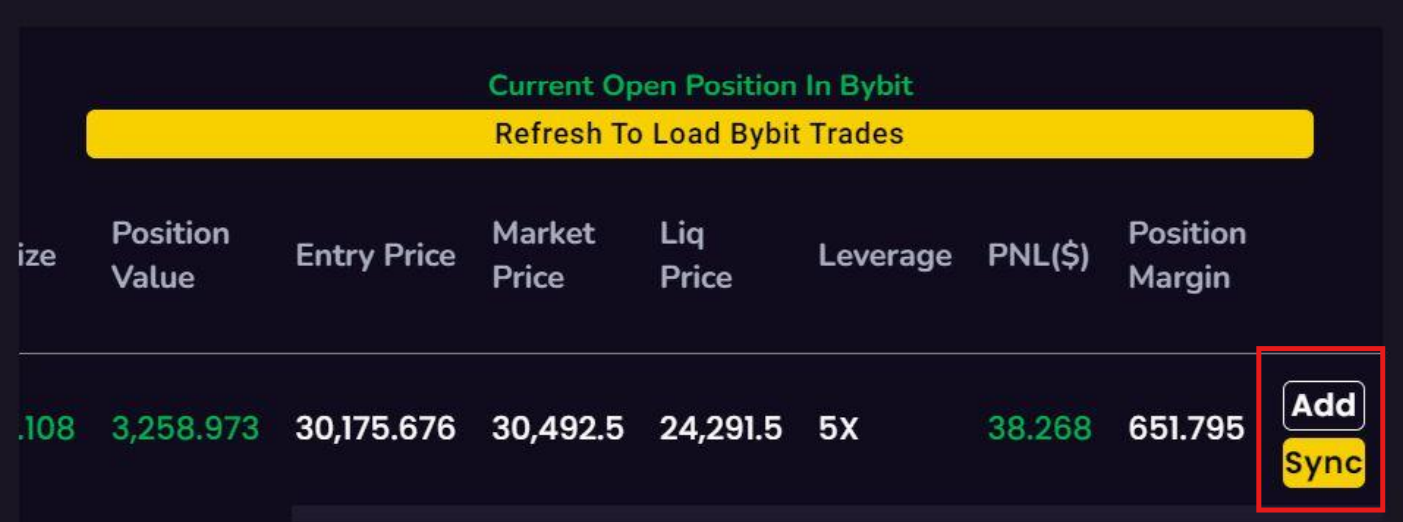 Current Open Position In Bybit
Refresh To Load Bybit Trades
ize Position Value Entry Price Market Price Liq Price Leverage PNL($) Position Margin
.108 3,258.973 30,175.676 30,492.5 24,291.5 5X 38.268 651.795 Add
Sync